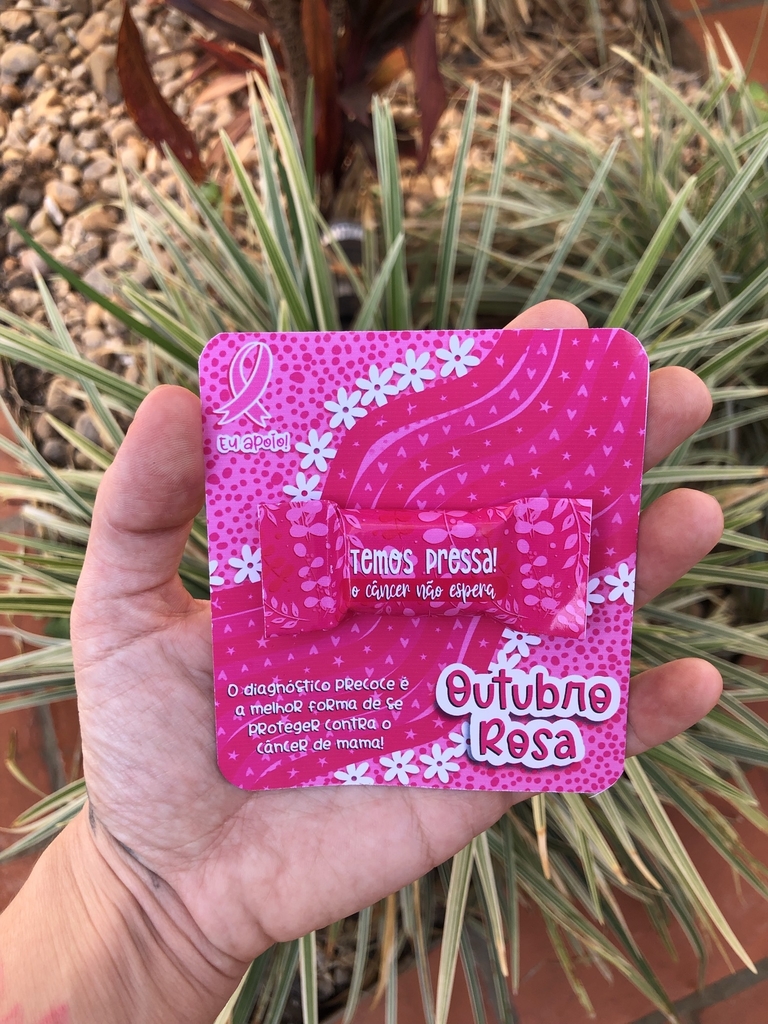 Eu apoio!
Temos pressa!
o câncer não espera
O diagnóstico precoce é
a melhor forma de se
proteger contra o
câncer de mama!
Outubro
Rosa